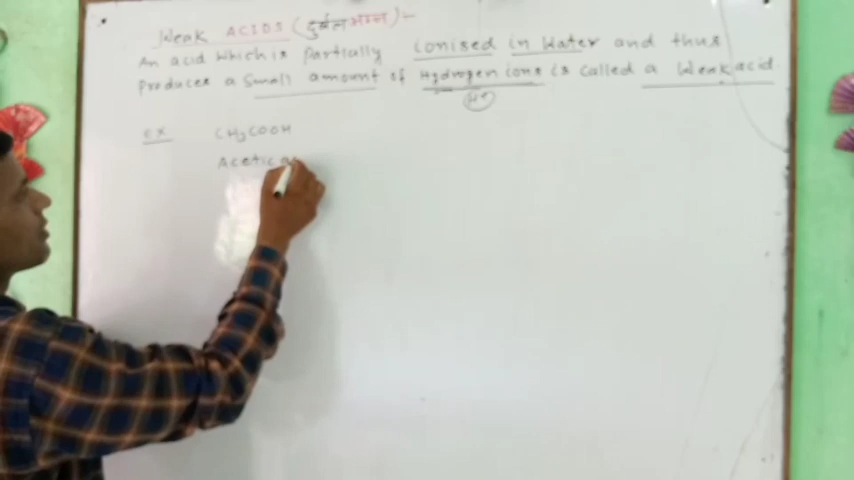 Weak ACIDS (दुर्बल अम्ल) :-
An acid which is partially ionised in water and thus
produces a small amount of Hydrogen ions is called a weak acid.
H+
ex CH3COOH
Acetic a